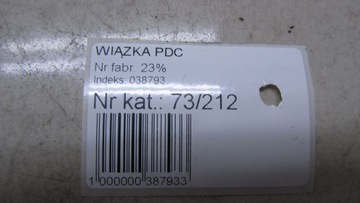 WIĄZKA PDC
Nr fabr. 23%
Indeks: 038793
Nr kat.: 73/212
1 000000 387933